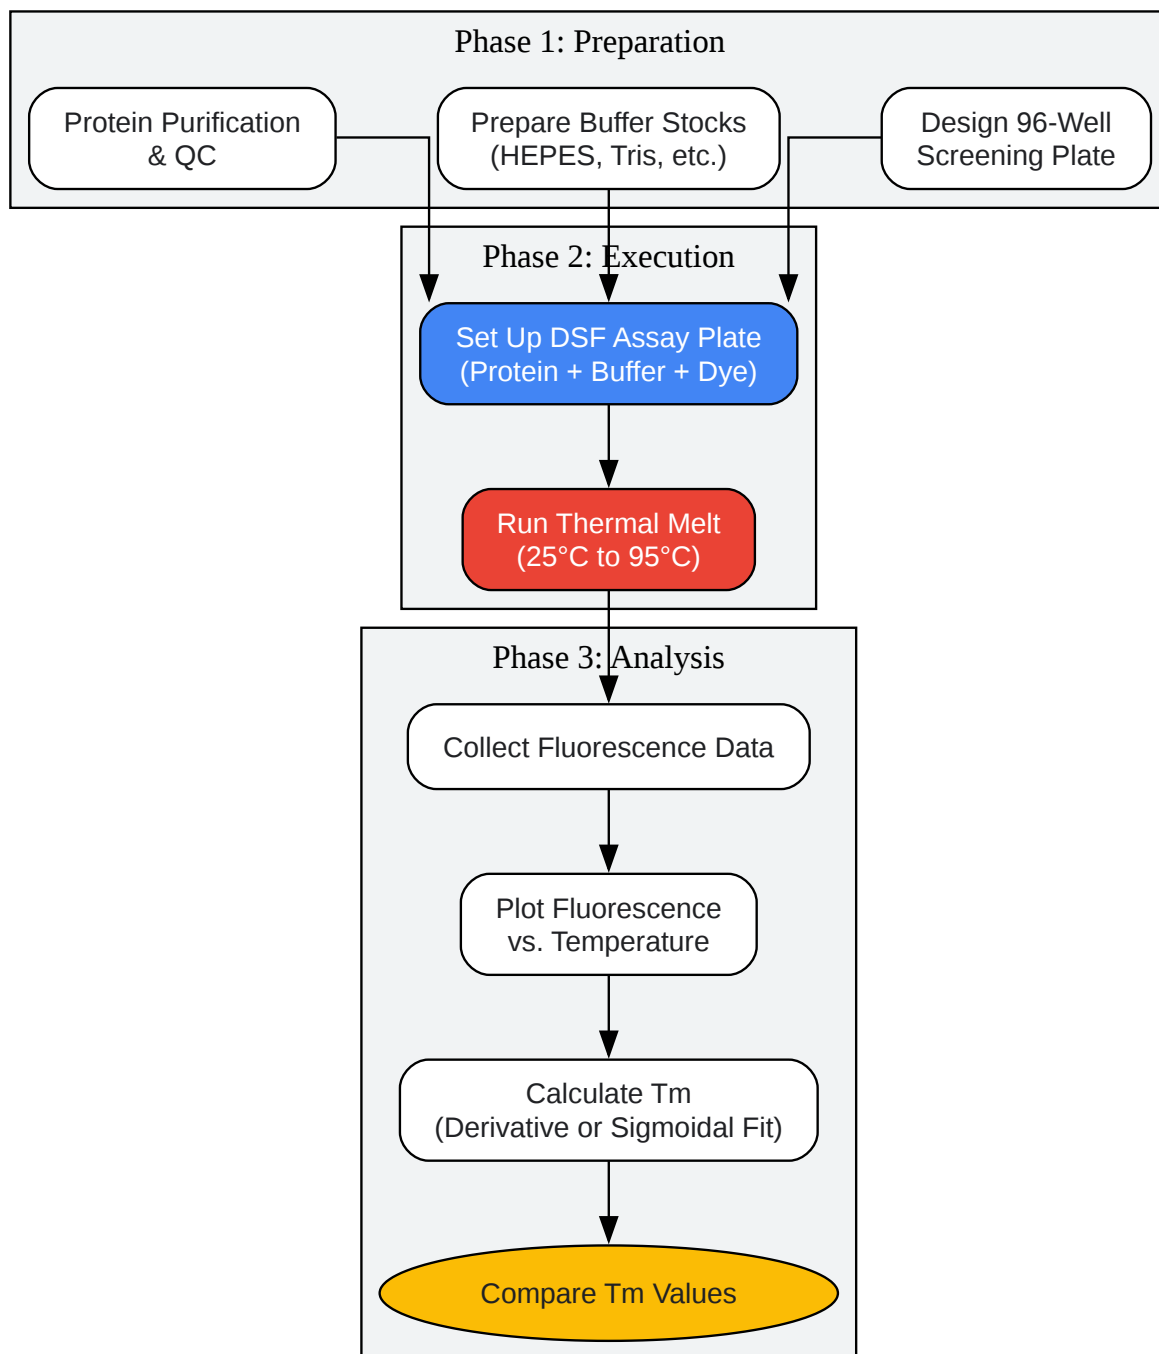 Phase 1: Preparation
Protein Purification
& QC
Prepare Buffer Stocks
(HEPES, Tris, etc.)
Design 96-Well
Screening Plate
Phase 2: Execution
Set Up DSF Assay Plate
(Protein + Buffer + Dye)
Run Thermal Melt
(25°C to 95°C)
Phase 3: Analysis
Collect Fluorescence Data
Plot Fluorescence
vs. Temperature
Calculate Tm
(Derivative or Sigmoidal Fit)
Compare Tm Values